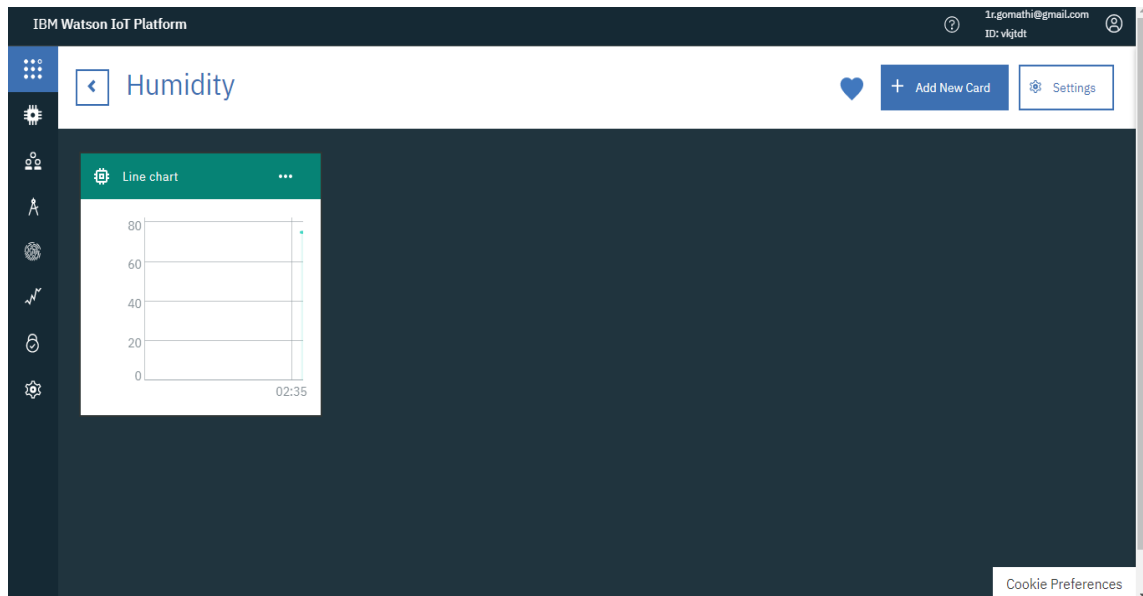 IBM Watson IoT Platform
1r.gomathi@gmail.com
ID: vkjtdt
Humidity
+ Add New Card
Settings
Line chart
80
60
40
20
0
02:35
Cookie Preferences